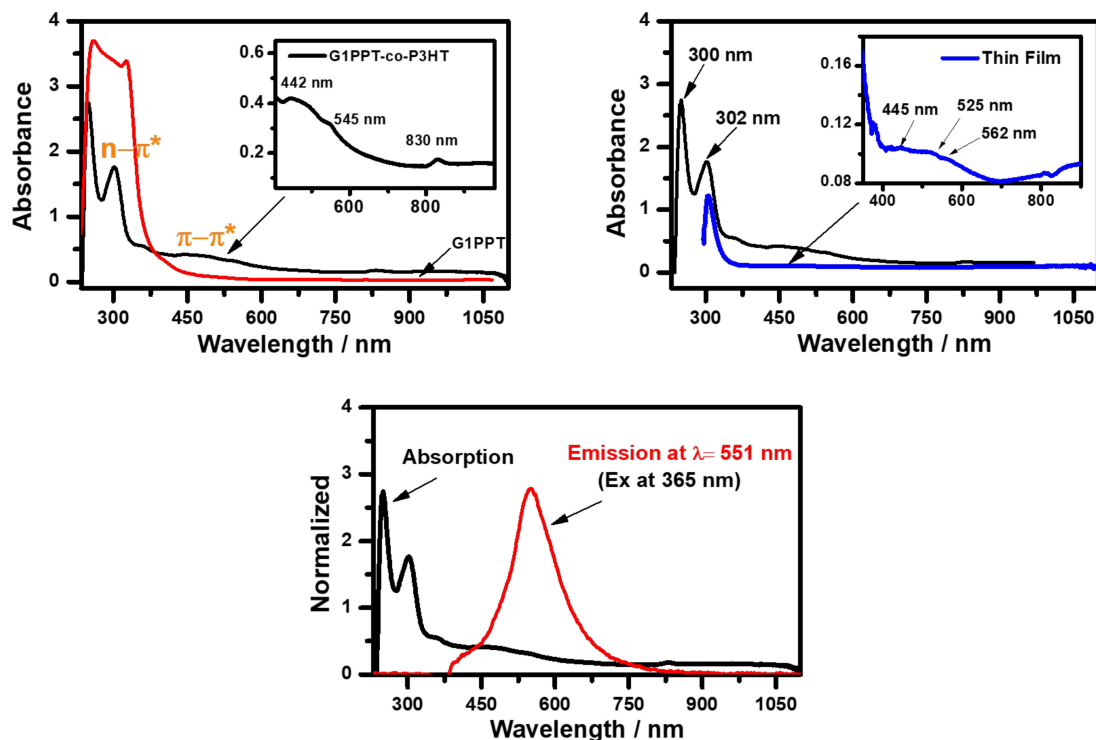 4
3
2
1
0
Absorbance
n−π*
π−π*
G1PPT
300 450 600 750 900 1050
Wavelength / nm
0.6
0.4
0.2
G1PPT-co-P3HT
442 nm
545 nm
830 nm
600 800
4
3
2
1
0
Absorbance
300 nm
302 nm
300 450 600 750 900 1050
Wavelength / nm
0.16
0.12
0.08
Thin Film
445 nm
525 nm
562 nm
400 600 800
4
3
2
1
0
Normalized
Absorption
Emission at λ= 551 nm
(Ex at 365 nm)
300 450 600 750 900 1050
Wavelength / nm